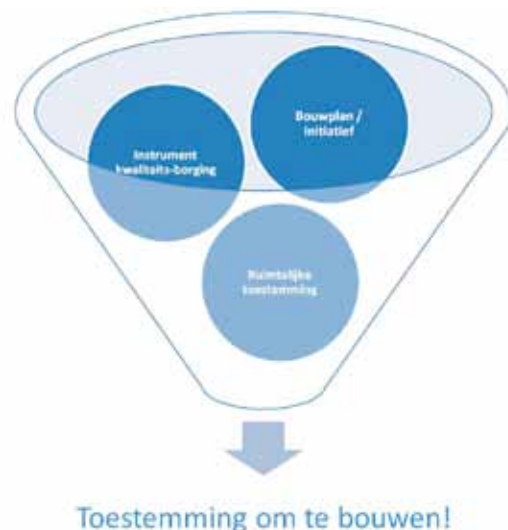 Bouwplan /
initiatief
Instrument
kwaliteits-borging
Ruimtelijke
toestemming
Toestemming om te bouwen!